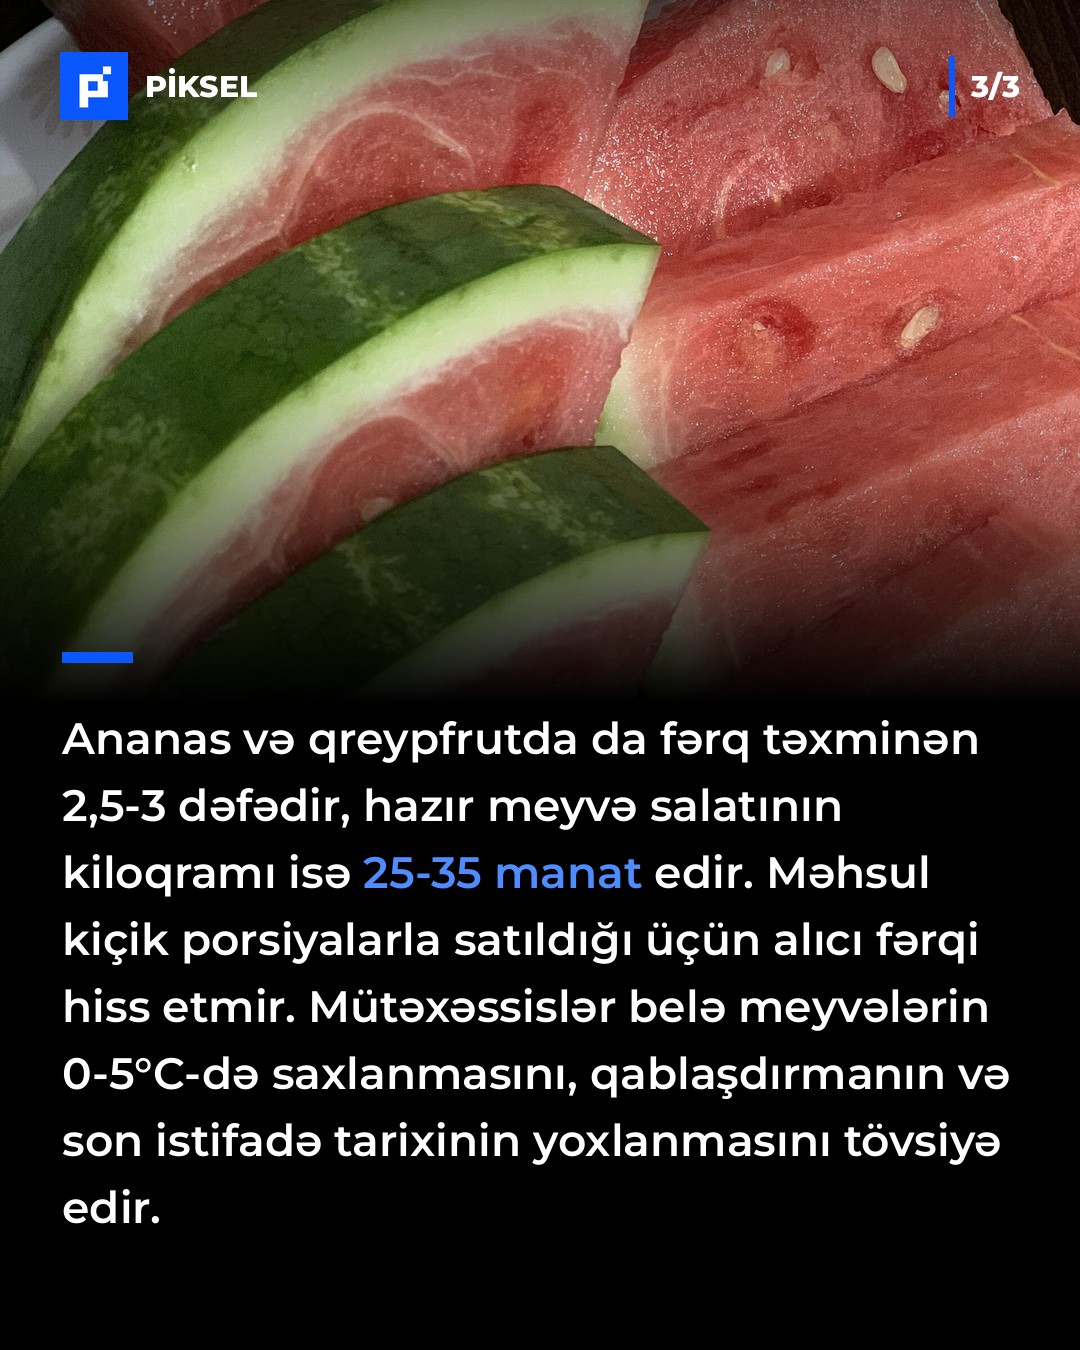 PİKSEL
3/3
Ananas və qreypfrutda da fərq təxminən
2,5-3 dəfədir, hazır meyvə salatının
kiloqramı isə 25-35 manat edir. Məhsul
kiçik porsiyalarla satıldığı üçün alıcı fərqi
hiss etmir. Mütəxəssislər belə meyvələrin
0-5°C-də saxlanmasını, qablaşdırmanın və
son istifadə tarixinin yoxlanmasını tövsiyə
edir.